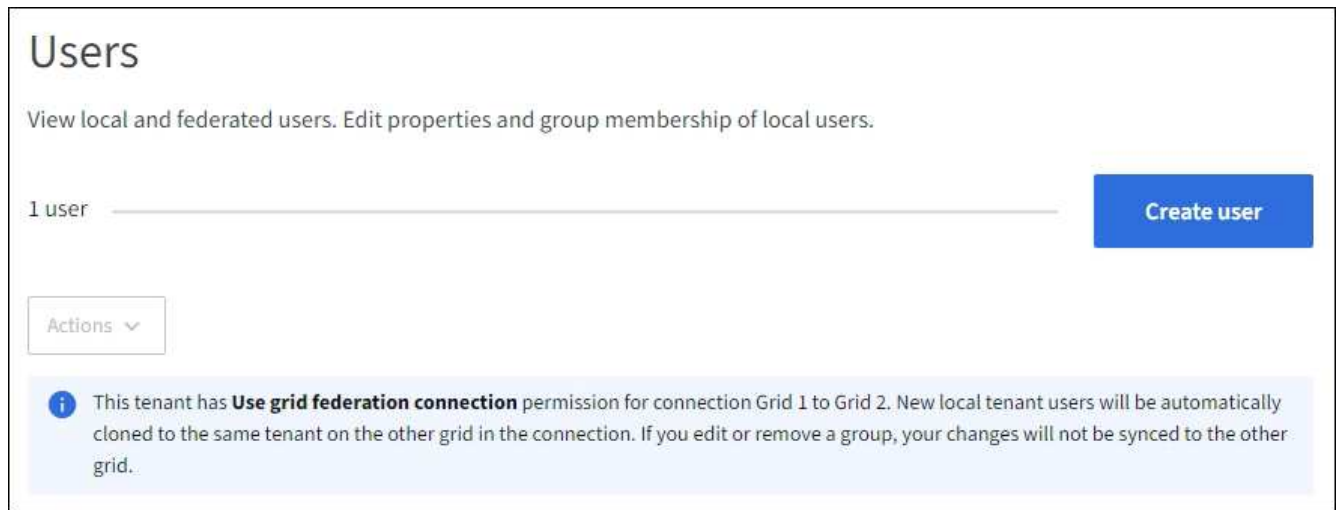 Users
View local and federated users. Edit properties and group membership of local users.
1 user
Create user
Actions
This tenant has Use grid federation connection permission for connection Grid 1 to Grid 2. New local tenant users will be automatically
cloned to the same tenant on the other grid in the connection. If you edit or remove a group, your changes will not be synced to the other
grid.